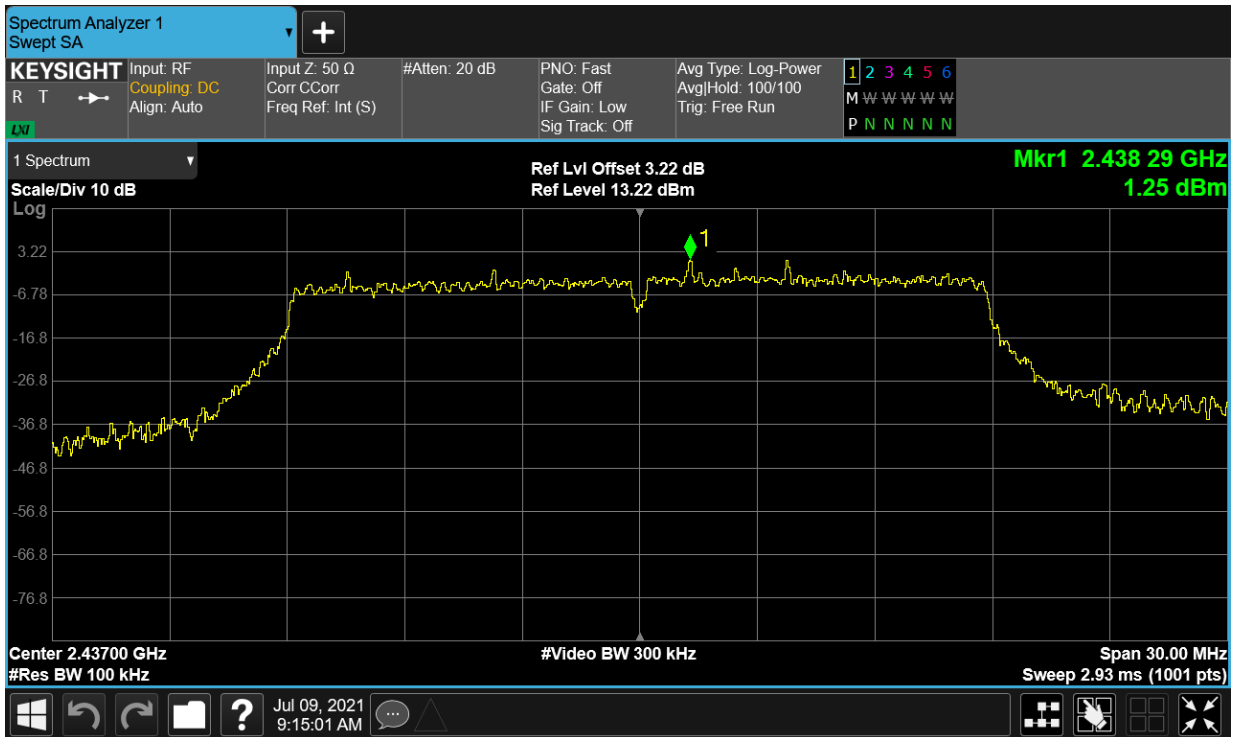 Spectrum Analyzer 1
Swept SA
KEYSIGHT
R T
LXI
Input: RF
Coupling: DC
Align: Auto
Input Z: 50 Ω
Corr CCorr
Freq Ref: Int (S)
#Atten: 20 dB
PNO: Fast
Gate: Off
IF Gain: Low
Sig Track: Off
Avg Type: Log-Power
Avg|Hold: 100/100
Trig: Free Run
1 2 3 4 5 6
M W W W W W
P N N N N N
1 Spectrum
Scale/Div 10 dB
Log
Ref Lvl Offset 3.22 dB
Ref Level 13.22 dBm
Mkr1 2.438 29 GHz
1.25 dBm
1
3.22
-6.78
-16.8
-26.8
-36.8
-46.8
-56.8
-66.8
-76.8
Center 2.43700 GHz
#Res BW 100 kHz
#Video BW 300 kHz
Span 30.00 MHz
Sweep 2.93 ms (1001 pts)
?
Jul 09, 2021
9:15:01 AM